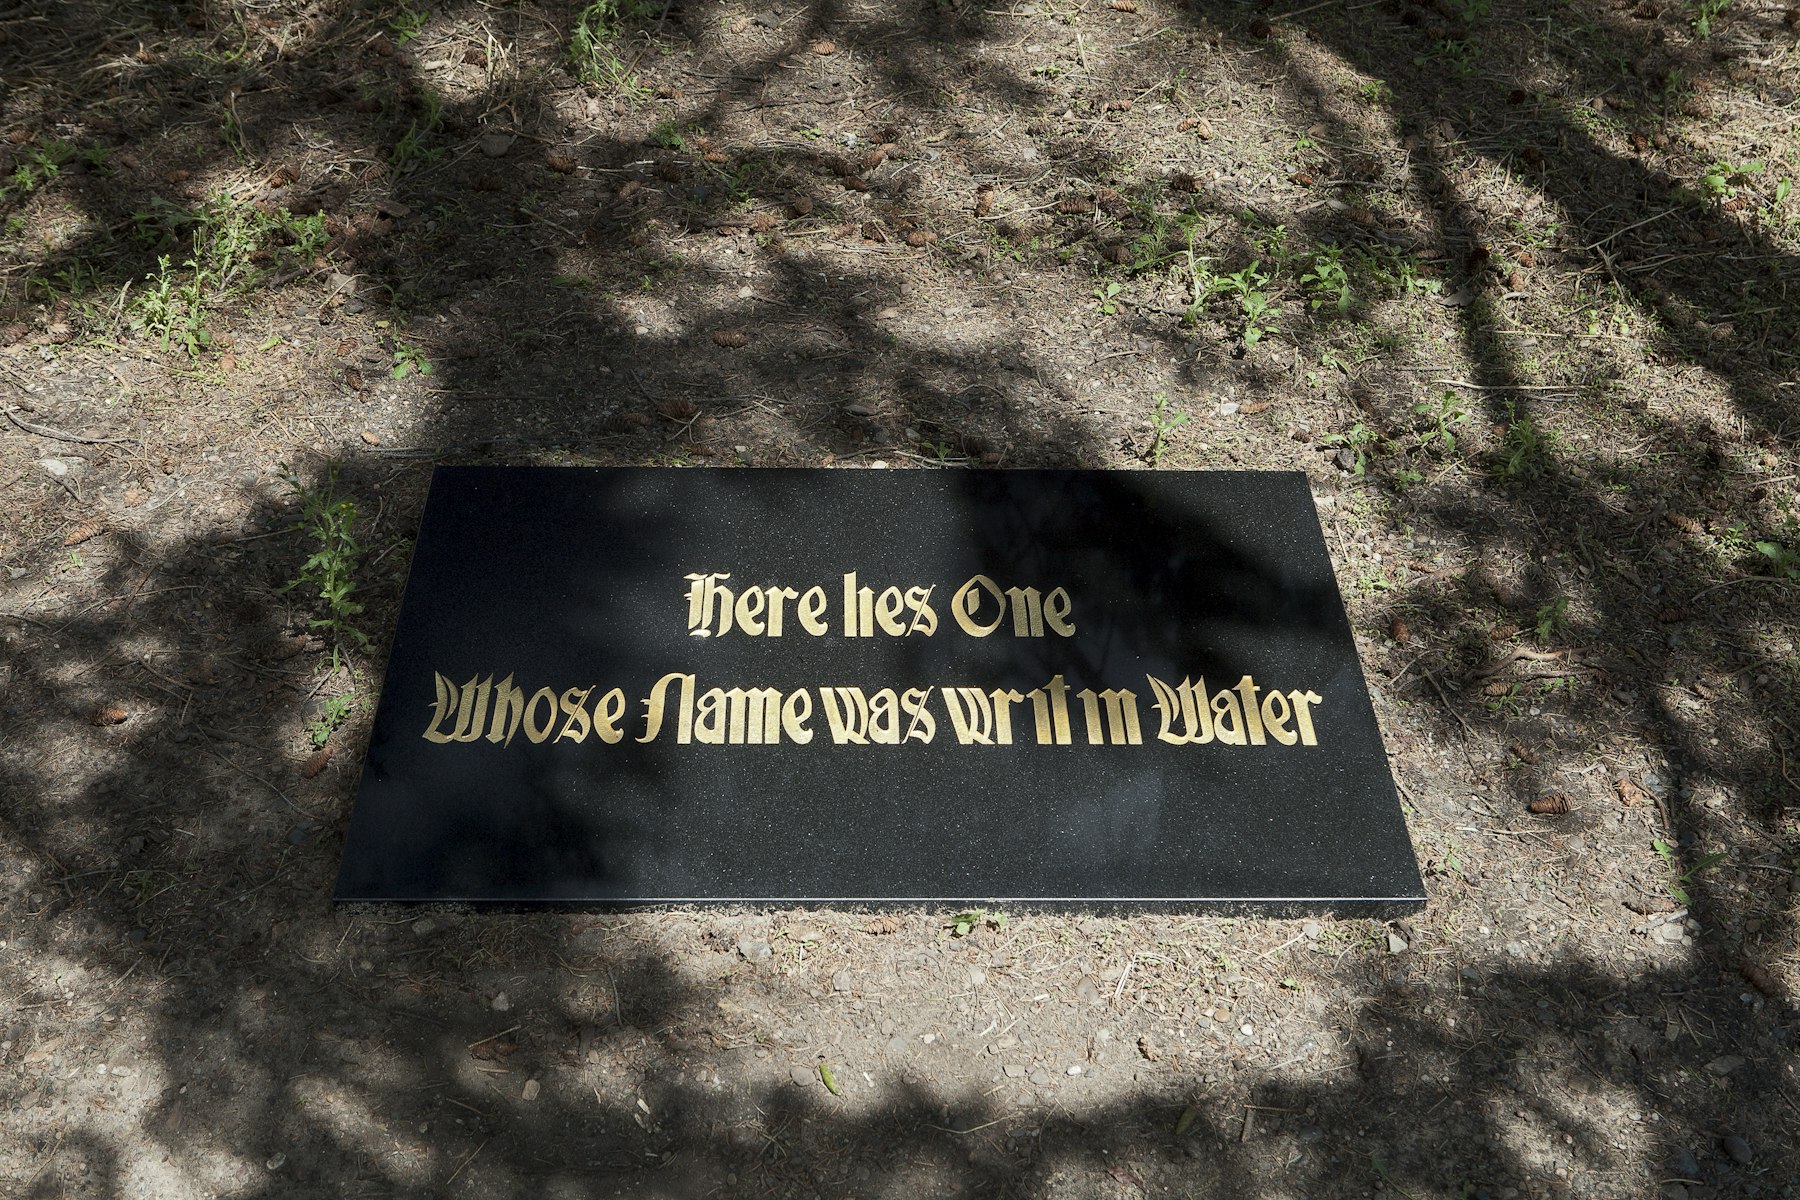 Here lies One
Whose Name was writ in Water